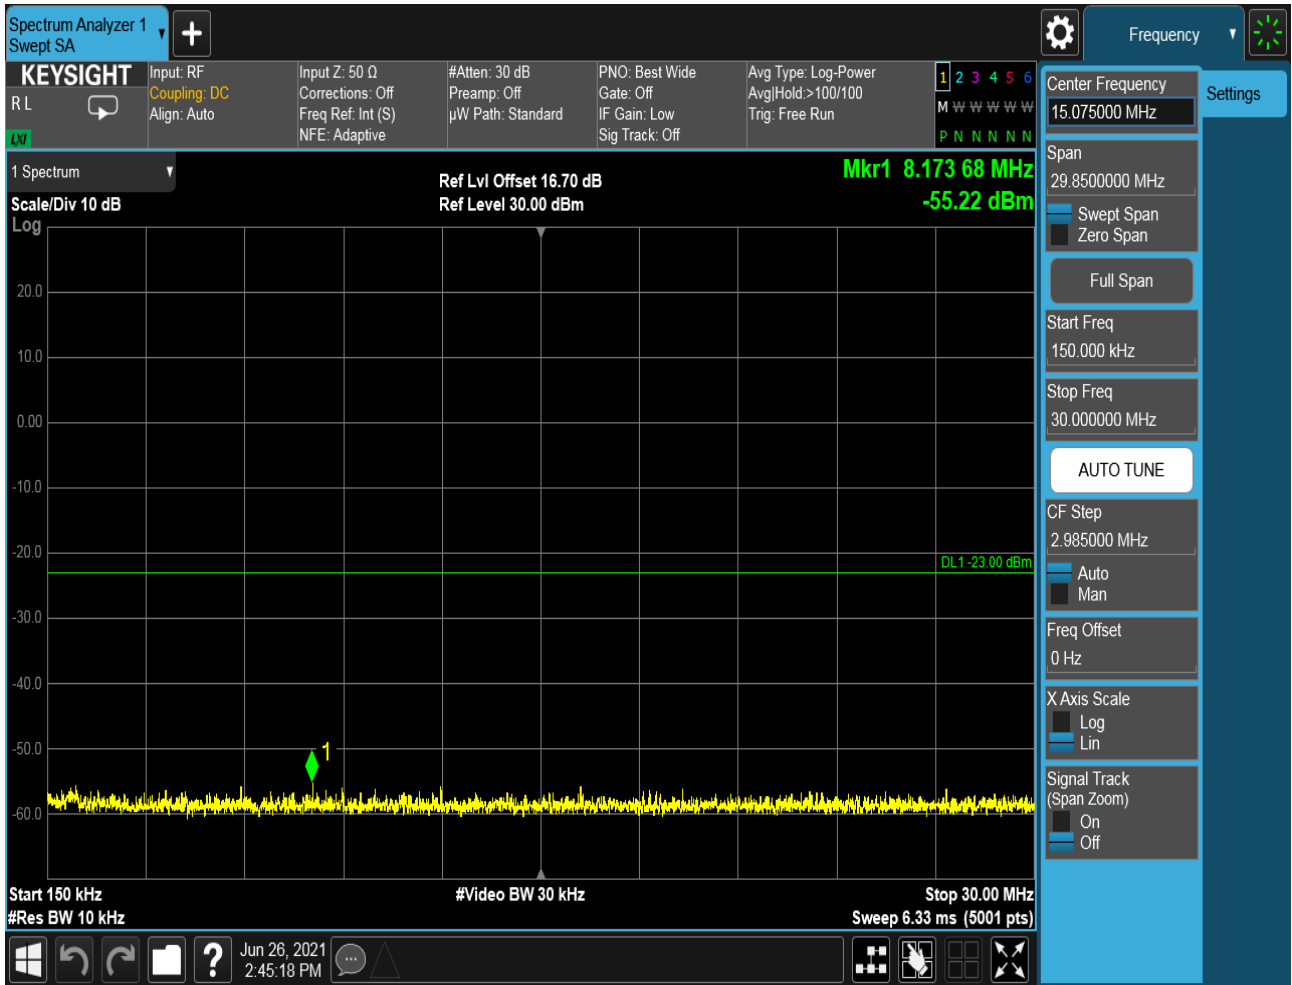 Spectrum Analyzer 1
Swept SA
Frequency
KEYSIGHT
R L
LXI
Input: RF
Coupling: DC
Align: Auto
Input Z: 50 Ω
Corrections: Off
Freq Ref: Int (S)
NFE: Adaptive
#Atten: 30 dB
Preamp: Off
µW Path: Standard
PNO: Best Wide
Gate: Off
IF Gain: Low
Sig Track: Off
Avg Type: Log-Power
Avg|Hold:>100/100
Trig: Free Run
1 2 3 4 5 6
M W W W W W
P N N N N N
1 Spectrum
Scale/Div 10 dB
Log
Ref Lvl Offset 16.70 dB
Ref Level 30.00 dBm
Mkr1 8.173 68 MHz
-55.22 dBm
20.0
10.0
0.00
-10.0
-20.0
DL1 -23.00 dBm
-30.0
-40.0
-50.0
1
-60.0
Start 150 kHz
#Res BW 10 kHz
#Video BW 30 kHz
Stop 30.00 MHz
Sweep 6.33 ms (5001 pts)
Jun 26, 2021
2:45:18 PM
Center Frequency
15.075000 MHz
Settings
Span
29.8500000 MHz
Swept Span
Zero Span
Full Span
Start Freq
150.000 kHz
Stop Freq
30.000000 MHz
AUTO TUNE
CF Step
2.985000 MHz
Auto
Man
Freq Offset
0 Hz
X Axis Scale
Log
Lin
Signal Track
(Span Zoom)
On
Off